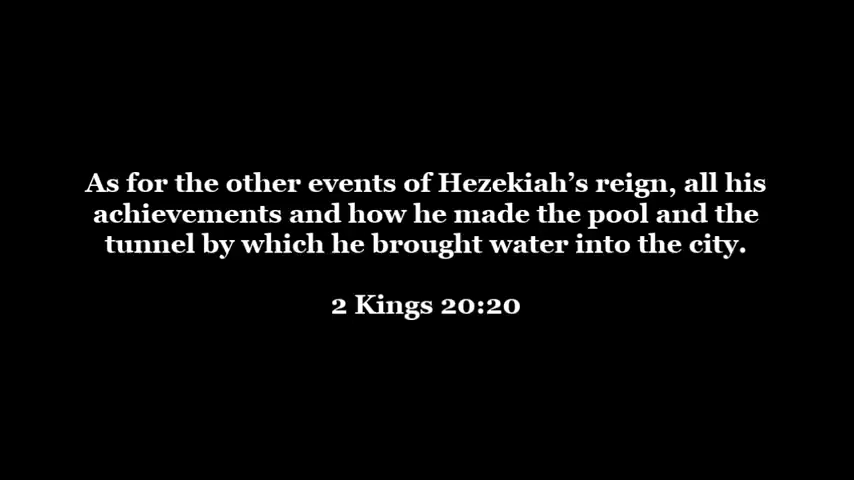 As for the other events of Hezekiah’s reign, all his
achievements and how he made the pool and the
tunnel by which he brought water into the city.
2 Kings 20:20